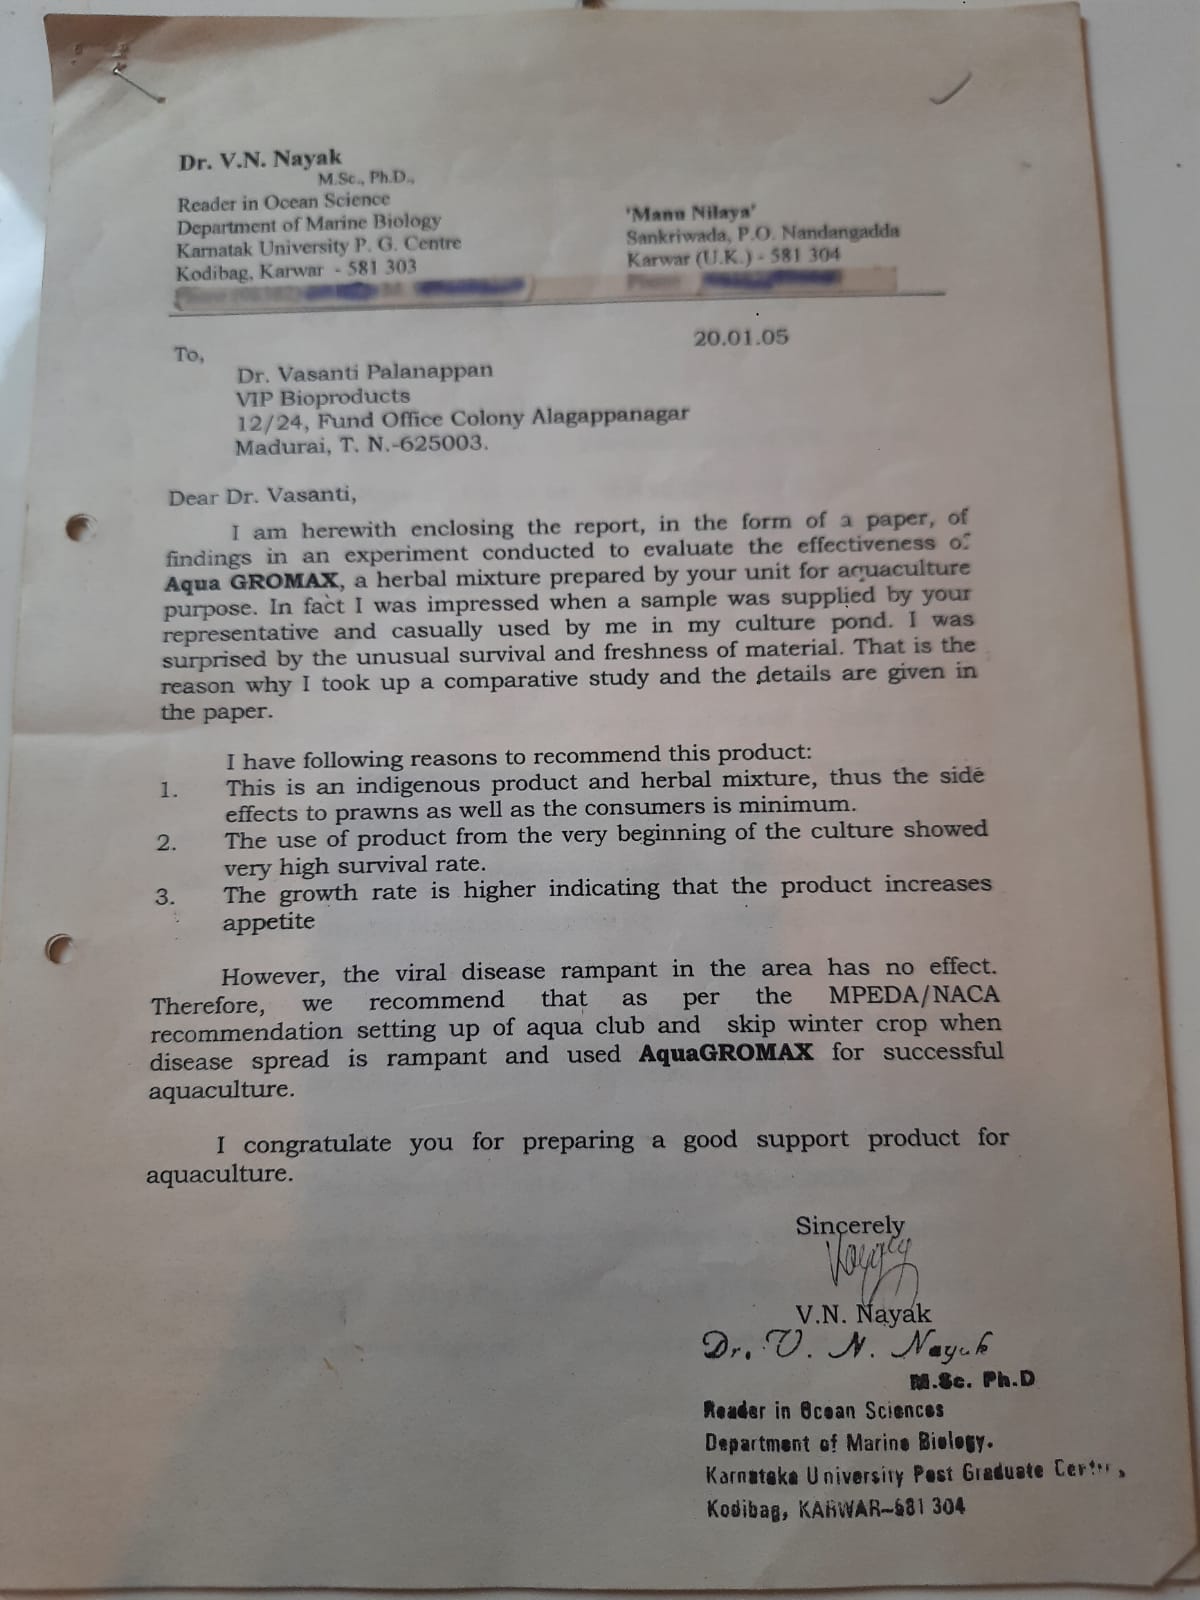 Dr. V.N. Nayak
M.Sc., Ph.D.,
Reader in Ocean Science
Department of Marine Biology
Karnatak University P. G. Centre
Kodibag, Karwar - 581 303
'Manu Nilaya'
Sankriwada, P.O. Nandangadda
Karwar (U.K.) - 581 304
20.01.05
To,
Dr. Vasanti Palanappan
VIP Bioproducts
12/24, Fund Office Colony Alagappanagar
Madurai, T. N.-625003.
Dear Dr. Vasanti,
I am herewith enclosing the report, in the form of a paper, of
findings in an experiment conducted to evaluate the effectiveness of
Aqua GROMAX, a herbal mixture prepared by your unit for aquaculture
purpose. In fact I was impressed when a sample was supplied by your
representative and casually used by me in my culture pond. I was
surprised by the unusual survival and freshness of material. That is the
reason why I took up a comparative study and the details are given in
the paper.
I have following reasons to recommend this product:
1. This is an indigenous product and herbal mixture, thus the side
effects to prawns as well as the consumers is minimum.
2. The use of product from the very beginning of the culture showed
very high survival rate.
3. The growth rate is higher indicating that the product increases
appetite
However, the viral disease rampant in the area has no effect.
Therefore, we recommend that as per the MPEDA/NACA
recommendation setting up of aqua club and skip winter crop when
disease spread is rampant and used AquaGROMAX for successful
aquaculture.
I congratulate you for preparing a good support product for
aquaculture.
Sincerely
V.N. Nayak
Dr. V. N. Nayak
M.Sc. Ph.D
Reader in Ocean Sciences
Department of Marine Biology.
Karnataka University Post Graduate Centre,
Kodibag, KARWAR-581 304